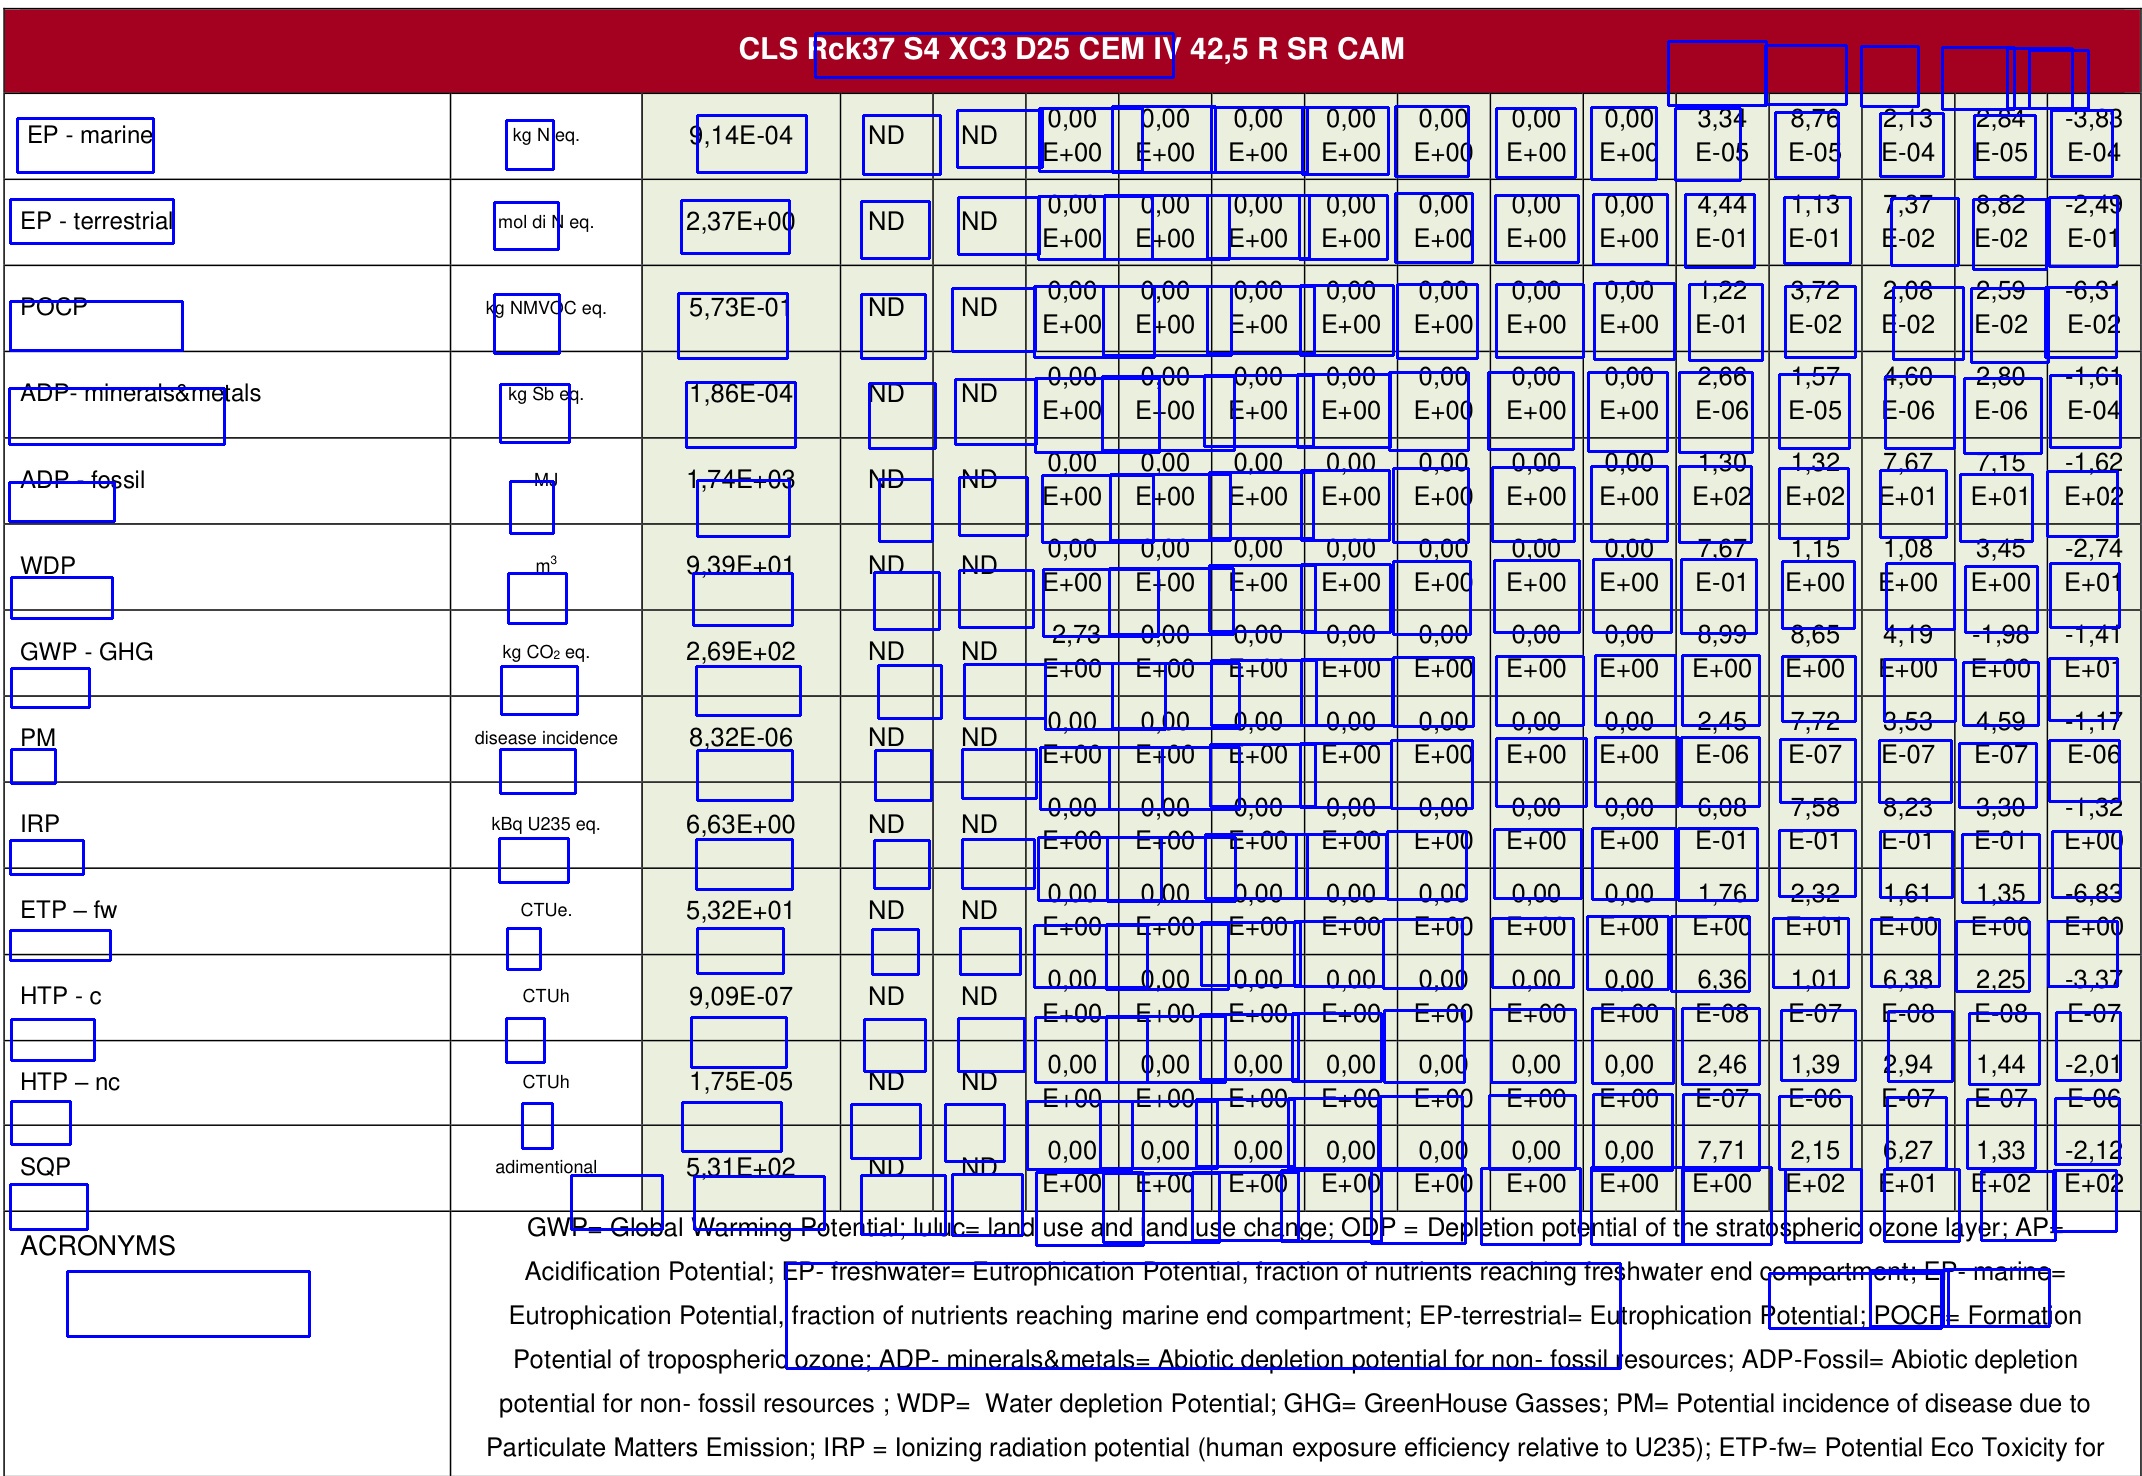 CLS Rck37 S4 XC3 D25 CEM IV 42,5 R SR CAM
EP - marine kg N eq. 9,14E-04 ND ND 0,00 E+00 0,00 E+00 0,00 E+00 0,00 E+00 0,00 E+00 0,00 E+00 0,00 E+00 3,34 E-05 8,76 E-05 2,13 E-04 2,84 E-05 -3,83 E-04
EP - terrestrial mol di N eq. 2,37E+00 ND ND 0,00 E+00 0,00 E+00 0,00 E+00 0,00 E+00 0,00 E+00 0,00 E+00 0,00 E+00 4,44 E-01 1,13 E-01 7,37 E-02 8,82 E-02 -2,49 E-01
POCP kg NMVOC eq. 5,73E-01 ND ND 0,00 E+00 0,00 E+00 0,00 E+00 0,00 E+00 0,00 E+00 0,00 E+00 0,00 E+00 1,22 E-01 3,72 E-02 2,08 E-02 2,59 E-02 -6,31 E-02
ADP- minerals&metals kg Sb eq. 1,86E-04 ND ND 0,00 E+00 0,00 E+00 0,00 E+00 0,00 E+00 0,00 E+00 0,00 E+00 0,00 E+00 2,66 E-06 1,57 E-05 4,60 E-06 2,80 E-06 -1,61 E-04
ADP - fossil MJ 1,74E+03 ND ND 0,00 E+00 0,00 E+00 0,00 E+00 0,00 E+00 0,00 E+00 0,00 E+00 0,00 E+00 1,30 E+02 1,32 E+02 7,67 E+01 7,15 E+01 -1,62 E+02
WDP m³ 9,39E+01 ND ND 0,00 E+00 0,00 E+00 0,00 E+00 0,00 E+00 0,00 E+00 0,00 E+00 0,00 E+00 7,67 E-01 1,15 E+00 1,08 E+00 3,45 E+00 -2,74 E+01
GWP - GHG kg CO₂ eq. 2,69E+02 ND ND 2,73 E+00 0,00 E+00 0,00 E+00 0,00 E+00 0,00 E+00 0,00 E+00 0,00 E+00 8,99 E+00 8,65 E+00 4,19 E+00 -1,98 E+00 -1,41 E+01
PM disease incidence 8,32E-06 ND ND 0,00 E+00 0,00 E+00 0,00 E+00 0,00 E+00 0,00 E+00 0,00 E+00 0,00 E+00 2,45 E-06 7,72 E-07 3,53 E-07 4,59 E-07 -1,17 E-06
IRP kBq U235 eq. 6,63E+00 ND ND 0,00 E+00 0,00 E+00 0,00 E+00 0,00 E+00 0,00 E+00 0,00 E+00 0,00 E+00 6,08 E-01 7,58 E-01 8,23 E-01 3,30 E-01 -1,32 E+00
ETP – fw CTUe. 5,32E+01 ND ND 0,00 E+00 0,00 E+00 0,00 E+00 0,00 E+00 0,00 E+00 0,00 E+00 0,00 E+00 1,76 E+00 2,32 E+01 1,61 E+00 1,35 E+00 -6,83 E+00
HTP - c CTUh 9,09E-07 ND ND 0,00 E+00 0,00 E+00 0,00 E+00 0,00 E+00 0,00 E+00 0,00 E+00 0,00 E+00 6,36 E-08 1,01 E-07 6,38 E-08 2,25 E-08 -3,37 E-07
HTP – nc CTUh 1,75E-05 ND ND 0,00 E+00 0,00 E+00 0,00 E+00 0,00 E+00 0,00 E+00 0,00 E+00 0,00 E+00 2,46 E-07 1,39 E-06 2,94 E-07 1,44 E-07 -2,01 E-06
SQP adimentional 5,31E+02 ND ND 0,00 E+00 0,00 E+00 0,00 E+00 0,00 E+00 0,00 E+00 0,00 E+00 0,00 E+00 7,71 E+00 2,15 E+02 6,27 E+01 1,33 E+02 -2,12 E+02
ACRONYMS
GWP= Global Warming Potential; luluc= land use and land use change; ODP = Depletion potential of the stratospheric ozone layer; AP=
Acidification Potential; EP- freshwater= Eutrophication Potential, fraction of nutrients reaching freshwater end compartment; EP- marine=
Eutrophication Potential, fraction of nutrients reaching marine end compartment; EP-terrestrial= Eutrophication Potential; POCP= Formation
Potential of tropospheric ozone; ADP- minerals&metals= Abiotic depletion potential for non- fossil resources; ADP-Fossil= Abiotic depletion
potential for non- fossil resources ; WDP= Water depletion Potential; GHG= GreenHouse Gasses; PM= Potential incidence of disease due to
Particulate Matters Emission; IRP = Ionizing radiation potential (human exposure efficiency relative to U235); ETP-fw= Potential Eco Toxicity for